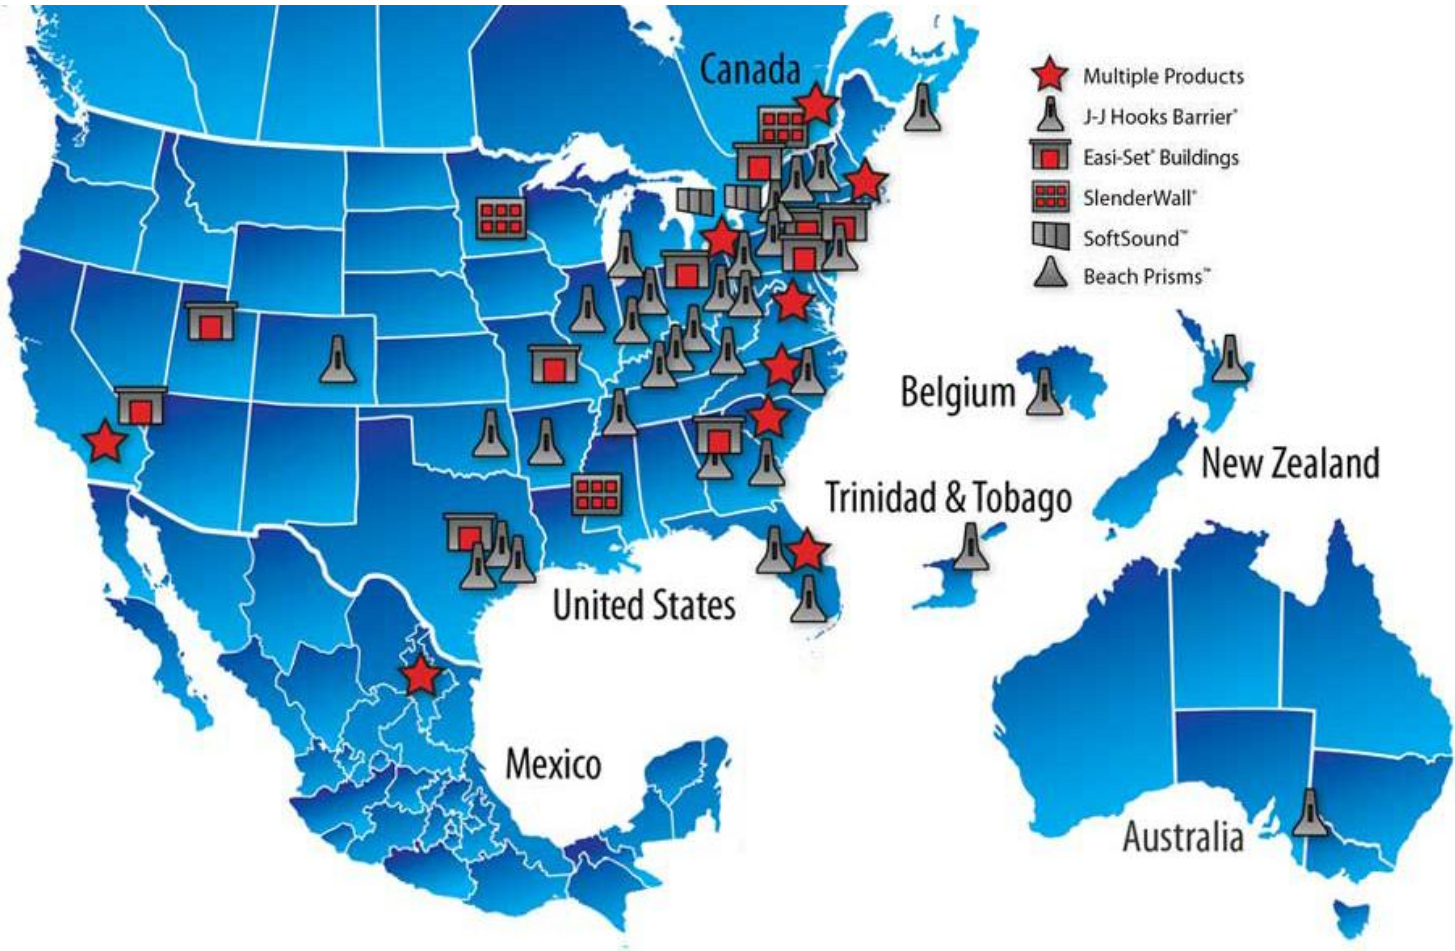 Canada
Multiple Products
J-J Hooks Barrier®
Easi-Set® Buildings
SlenderWall®
SoftSound™
Beach Prisms™
Belgium
New Zealand
Trinidad & Tobago
United States
Mexico
Australia